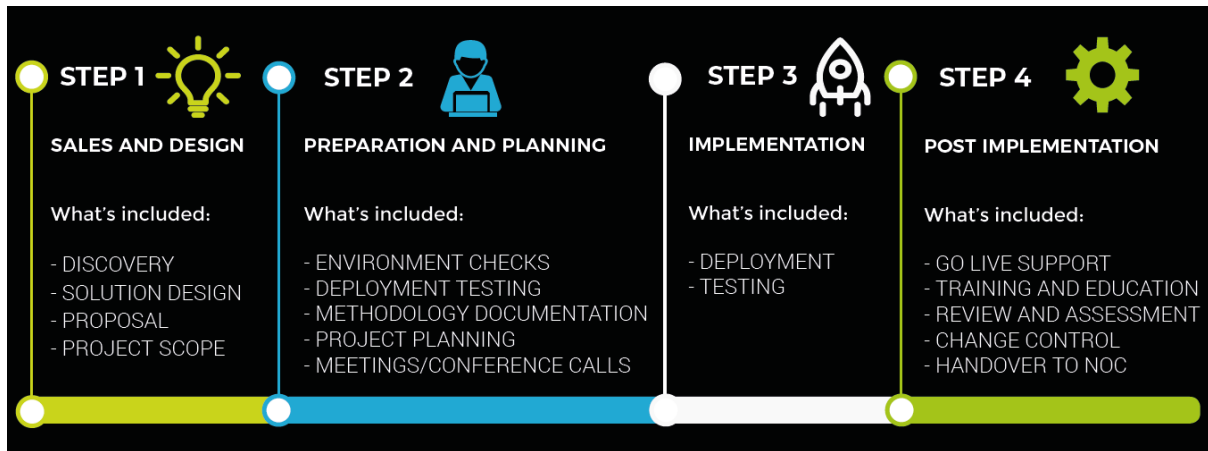 STEP 1
SALES AND DESIGN
What's included:
- DISCOVERY
- SOLUTION DESIGN
- PROPOSAL
- PROJECT SCOPE
STEP 2
PREPARATION AND PLANNING
What's included:
- ENVIRONMENT CHECKS
- DEPLOYMENT TESTING
- METHODOLOGY DOCUMENTATION
- PROJECT PLANNING
- MEETINGS/CONFERENCE CALLS
STEP 3
IMPLEMENTATION
What's included:
- DEPLOYMENT
- TESTING
STEP 4
POST IMPLEMENTATION
What's included:
- GO LIVE SUPPORT
- TRAINING AND EDUCATION
- REVIEW AND ASSESSMENT
- CHANGE CONTROL
- HANDOVER TO NOC